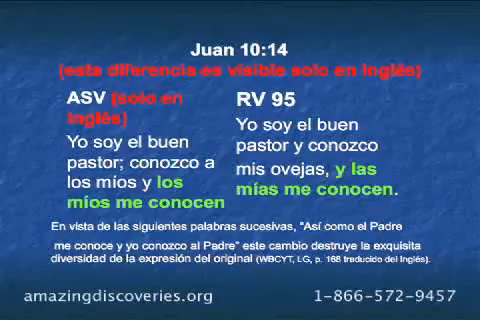 Juan 10:14
(esta diferencia es visible solo en inglés)
ASV (solo en
Inglés)
Yo soy el buen
pastor; conozco a
los míos y los
míos me conocen
RV 95
Yo soy el buen
pastor y conozco
mis ovejas, y las
mías me conocen.
En vista de las siguientes palabras sucesivas, "Así como el Padre
me conoce y yo conozco al Padre" este cambio destruye la exquisita
diversidad de la expresión del original (WBCYT, LG, p. 168 traducido del Inglés).
amazingdiscoveries.org
1-866-572-9457